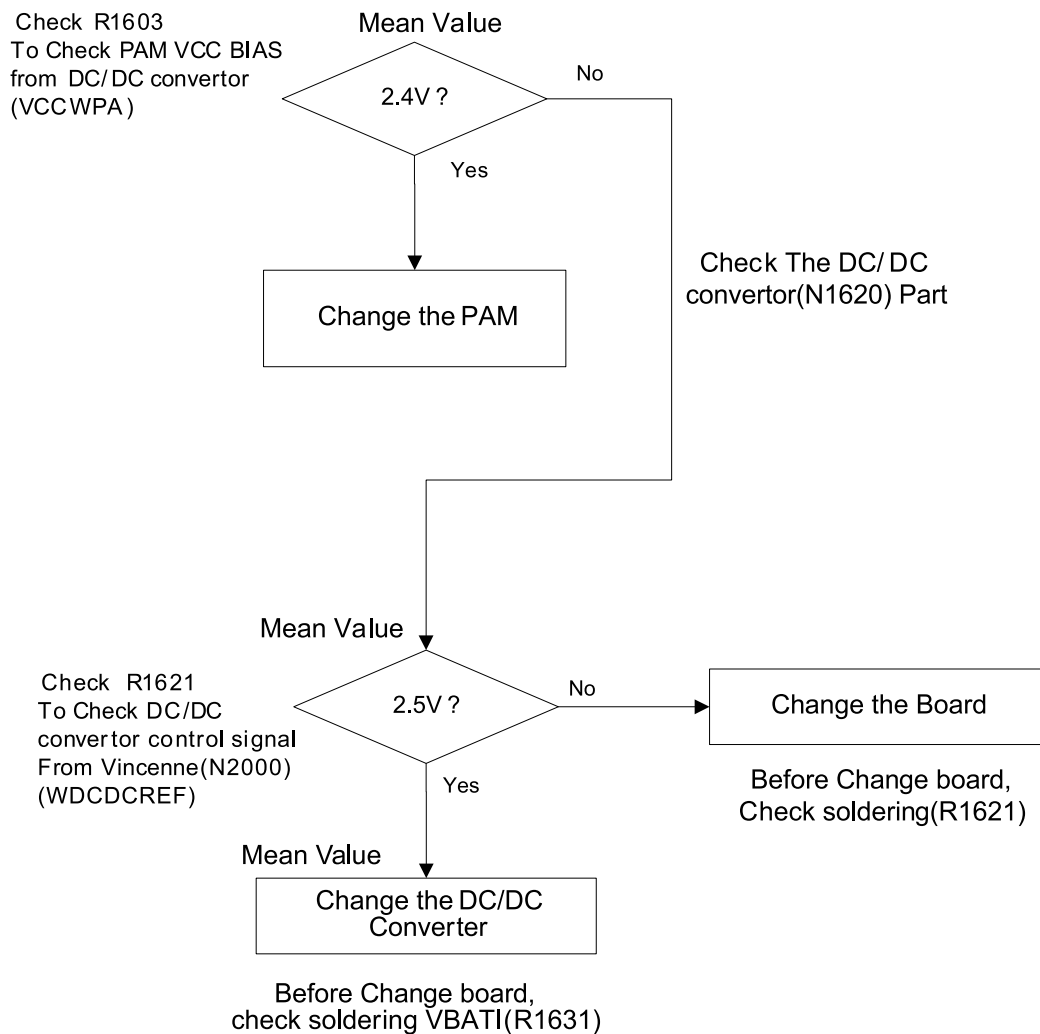 Check R1603
To Check PAM VCC BIAS
from DC/DC convertor
(VCCWPA)
Mean Value
2.4V ?
No
Yes
Change the PAM
Check The DC/DC
convertor(N1620) Part
Mean Value
Check R1621
To Check DC/DC
convertor control signal
From Vincenne(N2000)
(WDCDCREF)
2.5V ?
No
Change the Board
Before Change board,
Check soldering(R1621)
Yes
Mean Value
Change the DC/DC
Converter
Before Change board,
check soldering VBATI(R1631)